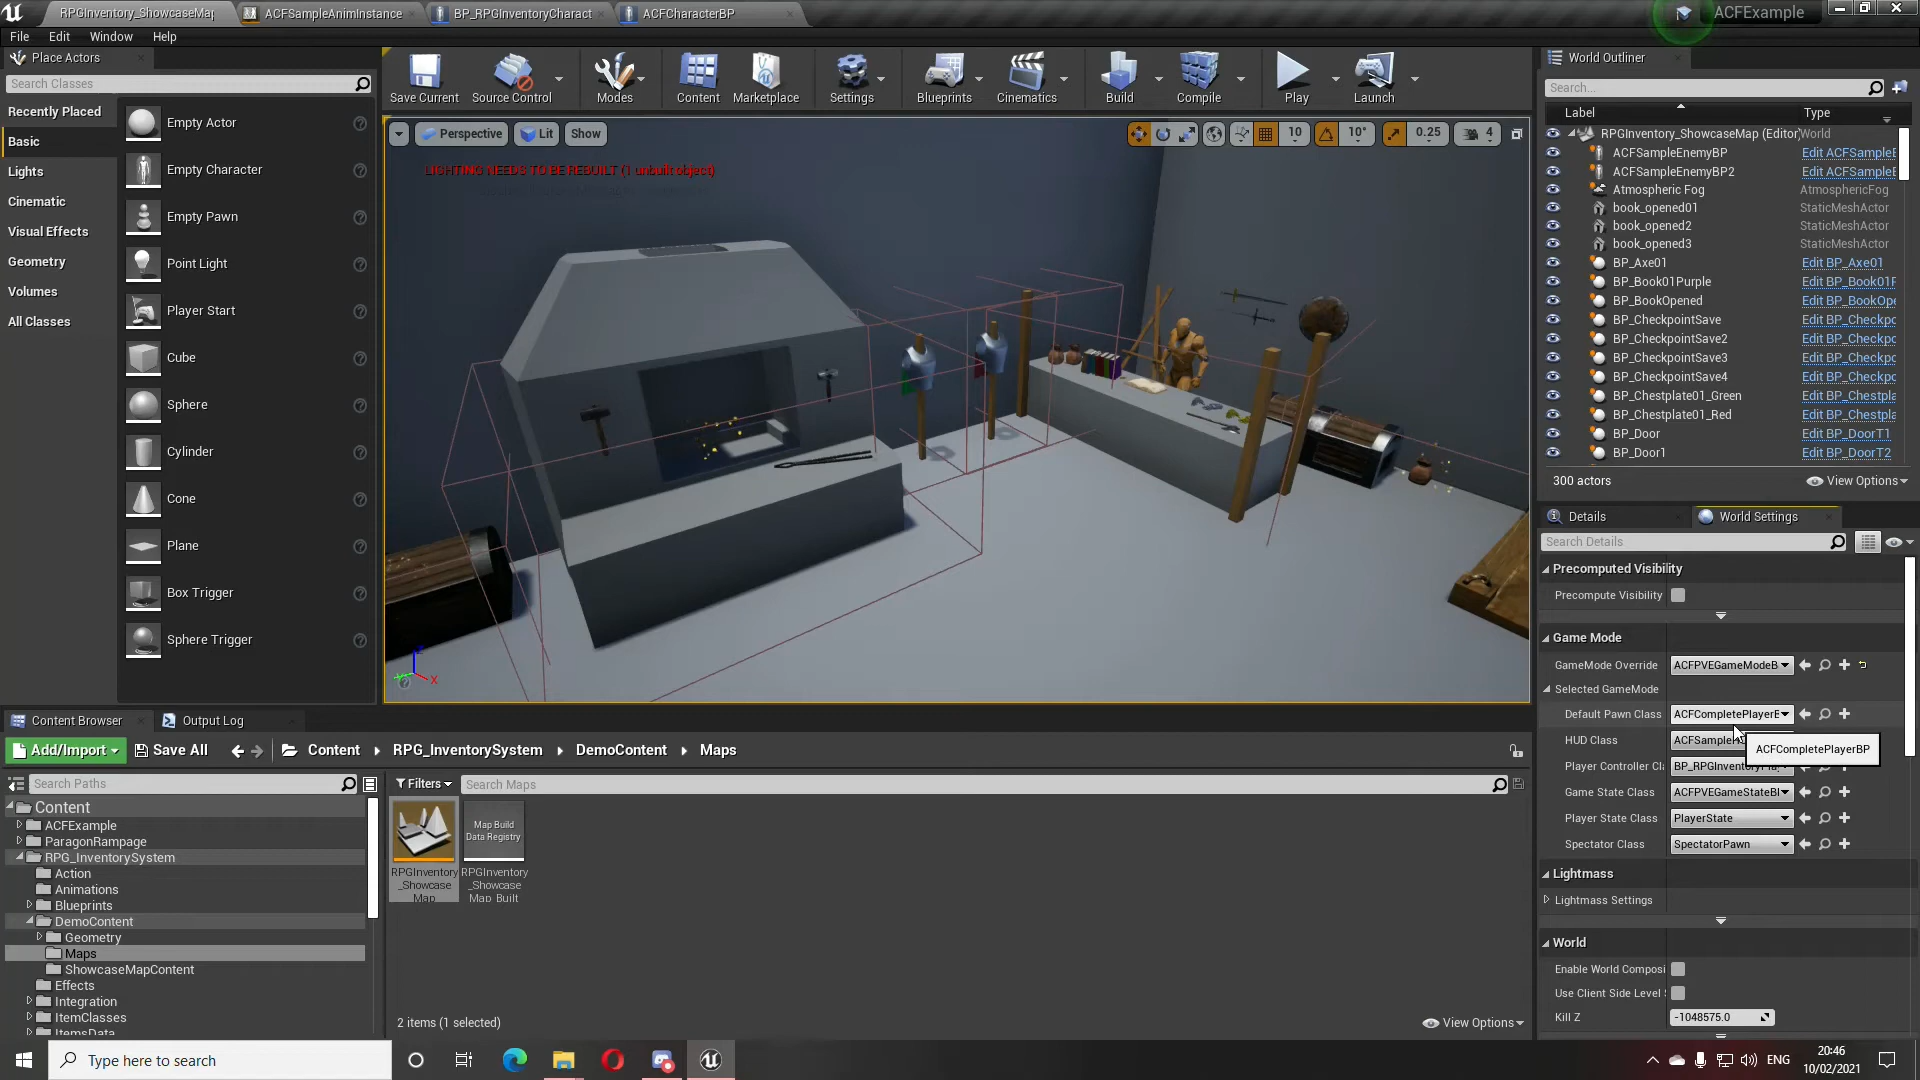 RPGInventory_ShowcaseMap
ACFSampleAnimInstance
BP_RPGInventoryCharact
ACFCharacterBP
ACFExample
File
Edit
Window
Help
Place Actors
Search Classes
Recently Placed
Basic
Lights
Cinematic
Visual Effects
Geometry
Volumes
All Classes
Empty Actor
Empty Character
Empty Pawn
Point Light
Player Start
Cube
Sphere
Cylinder
Cone
Plane
Box Trigger
Sphere Trigger
Save Current
Source Control
Modes
Content
Marketplace
Settings
Blueprints
Cinematics
Build
Compile
Play
Launch
Perspective
Lit
Show
10
10°
0.25
4
LIGHTING NEEDS TO BE REBUILT (1 unbuilt object)
World Outliner
Search...
Label
Type
RPGInventory_ShowcaseMap (Editor)
World
ACFSampleEnemyBP
Edit ACFSampleE
ACFSampleEnemyBP2
Edit ACFSampleE
Atmospheric Fog
AtmosphericFog
book_opened01
StaticMeshActor
book_opened2
StaticMeshActor
book_opened3
StaticMeshActor
BP_Axe01
Edit BP_Axe01
BP_Book01Purple
Edit BP_Book01P
BP_BookOpened
Edit BP_BookOpe
BP_CheckpointSave
Edit BP_Checkpo
BP_CheckpointSave2
Edit BP_Checkpo
BP_CheckpointSave3
Edit BP_Checkpo
BP_CheckpointSave4
Edit BP_Checkpo
BP_Chestplate01_Green
Edit BP_Chestpla
BP_Chestplate01_Red
Edit BP_Chestpla
BP_Door
Edit BP_DoorT1
BP_Door1
Edit BP_DoorT2
300 actors
View Options
Details
World Settings
Search Details
Precomputed Visibility
Precompute Visibility
Game Mode
GameMode Override
ACFPVEGameModeB
Selected GameMode
Default Pawn Class
ACFCompletePlayerE
HUD Class
ACFSample
ACFCompletePlayerBP
Player Controller Cl
BP_RPGInventoryPla
Game State Class
ACFPVEGameStateBl
Player State Class
PlayerState
Spectator Class
SpectatorPawn
Lightmass
Lightmass Settings
World
Enable World Composi
Use Client Side Level
Kill Z
-1048575.0
Content Browser
Output Log
Add/Import
Save All
Content
RPG_InventorySystem
DemoContent
Maps
Search Paths
Filters
Search Maps
Content
ACFExample
ParagonRampage
RPG_InventorySystem
Action
Animations
Blueprints
DemoContent
Geometry
Maps
ShowcaseMapContent
Effects
Integration
ItemClasses
ItemsData
Map Build
Data Registry
RPGInventory
_Showcase
Map
RPGInventory
_Showcase
Map_Built
2 items (1 selected)
View Options
Type here to search
ENG
20:46
10/02/2021